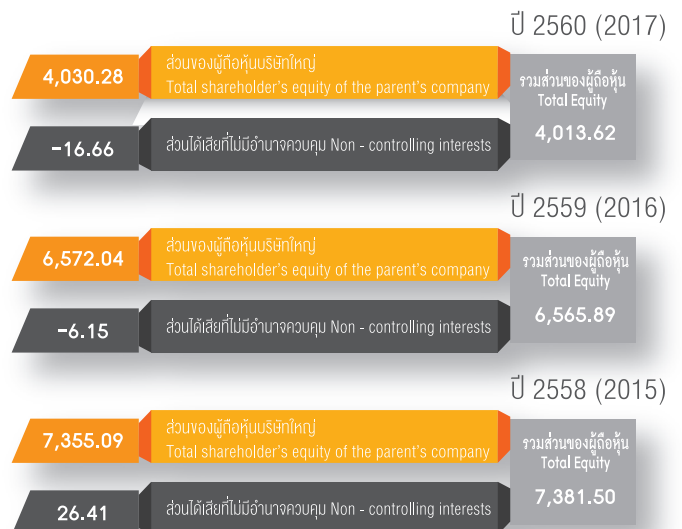 ปี 2560 (2017)
4,030.28
ส่วนของผู้ถือหุ้นบริษัทใหญ่
Total shareholder's equity of the parent's company
-16.66
ส่วนได้เสียที่ไม่มีอำนาจควบคุม Non - controlling interests
รวมส่วนของผู้ถือหุ้น
Total Equity
4,013.62
ปี 2559 (2016)
6,572.04
ส่วนของผู้ถือหุ้นบริษัทใหญ่
Total shareholder's equity of the parent's company
-6.15
ส่วนได้เสียที่ไม่มีอำนาจควบคุม Non - controlling interests
รวมส่วนของผู้ถือหุ้น
Total Equity
6,565.89
ปี 2558 (2015)
7,355.09
ส่วนของผู้ถือหุ้นบริษัทใหญ่
Total shareholder's equity of the parent's company
26.41
ส่วนได้เสียที่ไม่มีอำนาจควบคุม Non - controlling interests
รวมส่วนของผู้ถือหุ้น
Total Equity
7,381.50